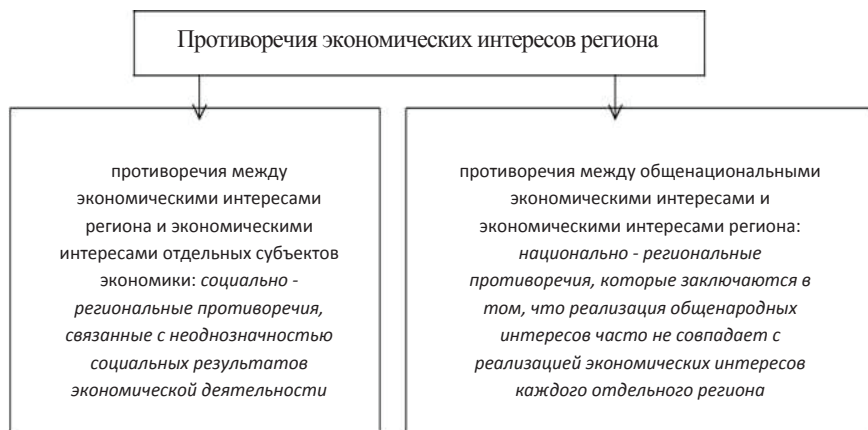 Противоречия экономических интересов региона
противоречия между
экономическими интересами
региона и экономическими
интересами отдельных субъектов
экономики: социально -
региональные противоречия,
связанные с неоднозначностью
социальных результатов
экономической деятельности
противоречия между общенациональными
экономическими интересами и
экономическими интересами региона:
национально - региональные
противоречия, которые заключаются в
том, что реализация общенародных
интересов часто не совпадает с
реализацией экономических интересов
каждого отдельного региона